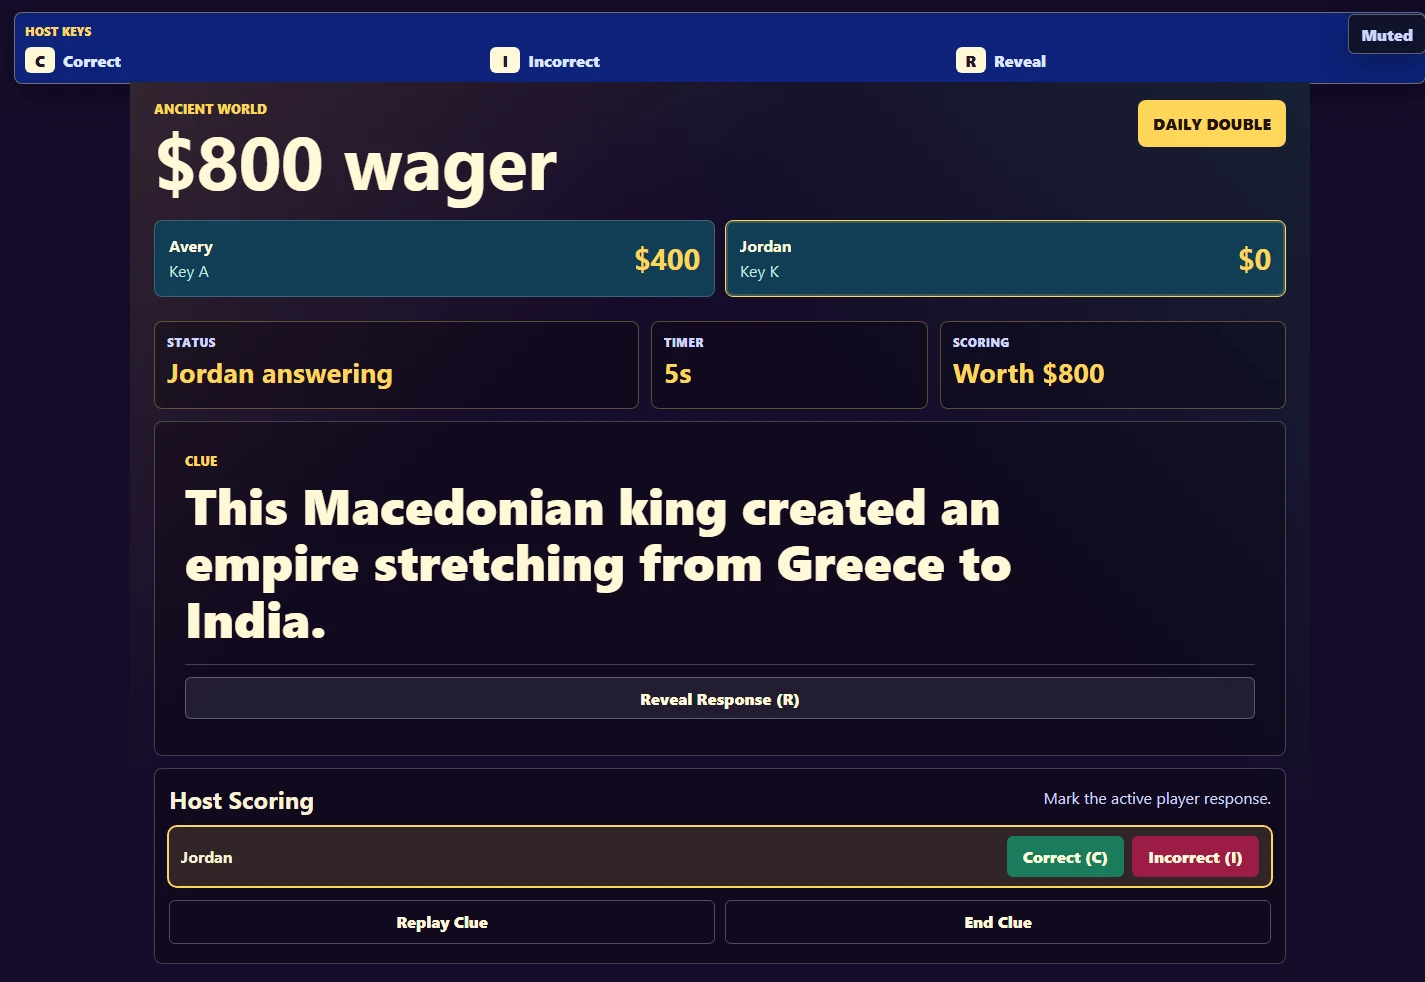 HOST KEYS
C Correct
I Incorrect
R Reveal
Muted
ANCIENT WORLD
$800 wager
DAILY DOUBLE
Avery
Key A
$400
Jordan
Key K
$0
STATUS
Jordan answering
TIMER
5s
SCORING
Worth $800
CLUE
This Macedonian king created an
empire stretching from Greece to
India.
Reveal Response (R)
Host Scoring
Mark the active player response.
Jordan
Correct (C)
Incorrect (I)
Replay Clue
End Clue